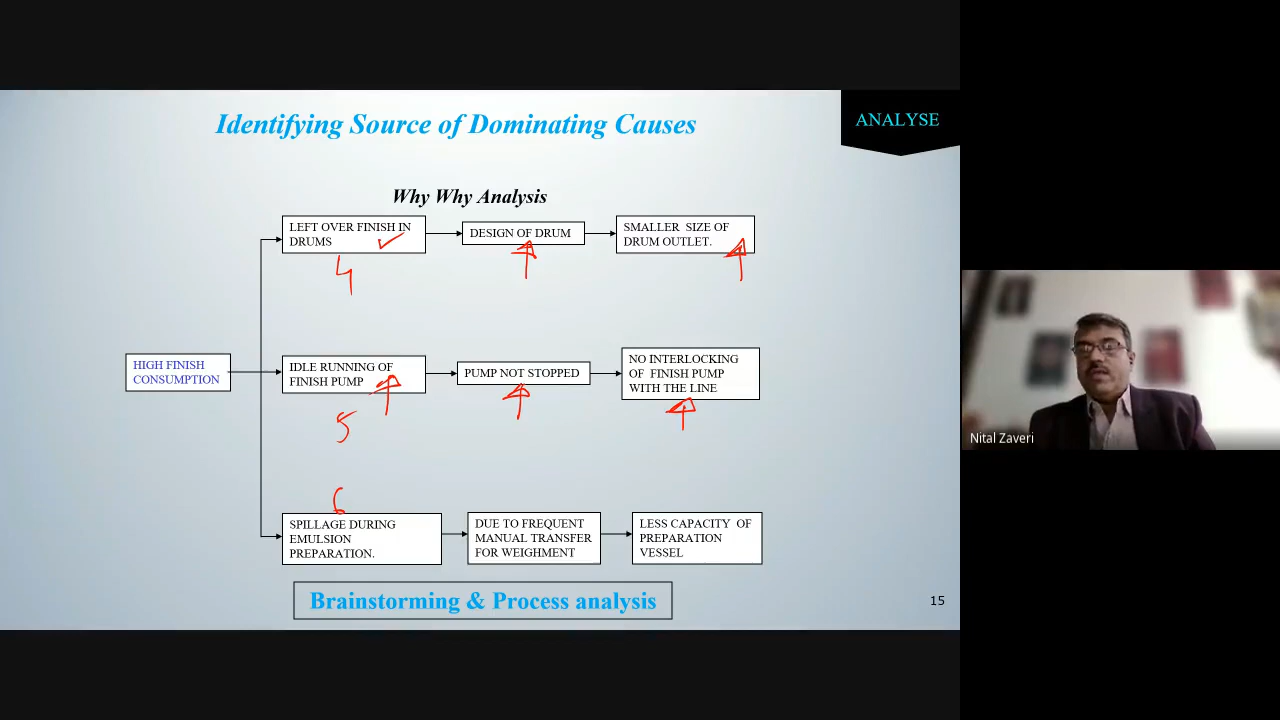 Identifying Source of Dominating Causes
ANALYSE
Why Why Analysis
LEFT OVER FINISH IN
DRUMS
DESIGN OF DRUM
SMALLER SIZE OF
DRUM OUTLET.
4
HIGH FINISH
CONSUMPTION
IDLE RUNNING OF
FINISH PUMP
PUMP NOT STOPPED
NO INTERLOCKING
OF FINISH PUMP
WITH THE LINE
5
6
SPILLAGE DURING
EMULSION
PREPARATION.
DUE TO FREQUENT
MANUAL TRANSFER
FOR WEIGHMENT
LESS CAPACITY OF
PREPARATION
VESSEL
Brainstorming & Process analysis
15
Nital Zaveri